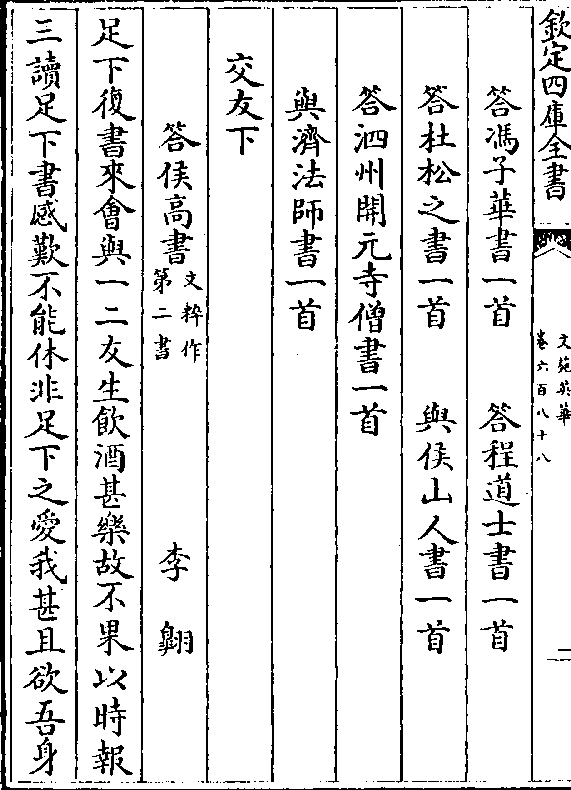 欽定四庫全書
文苑英華
卷六百八十八
二
答馮子華書一首 答程道士書一首
答杜松之書一首 與侯山人書一首
答泗州開元寺僧書一首
與濟法師書一首
交友下
答侯高書文粹作第二書 李翺
足下復書來會與一二友生飲酒甚樂故不果以時報
三讀足下書感歎不能休非足下之愛我甚且欲吾身